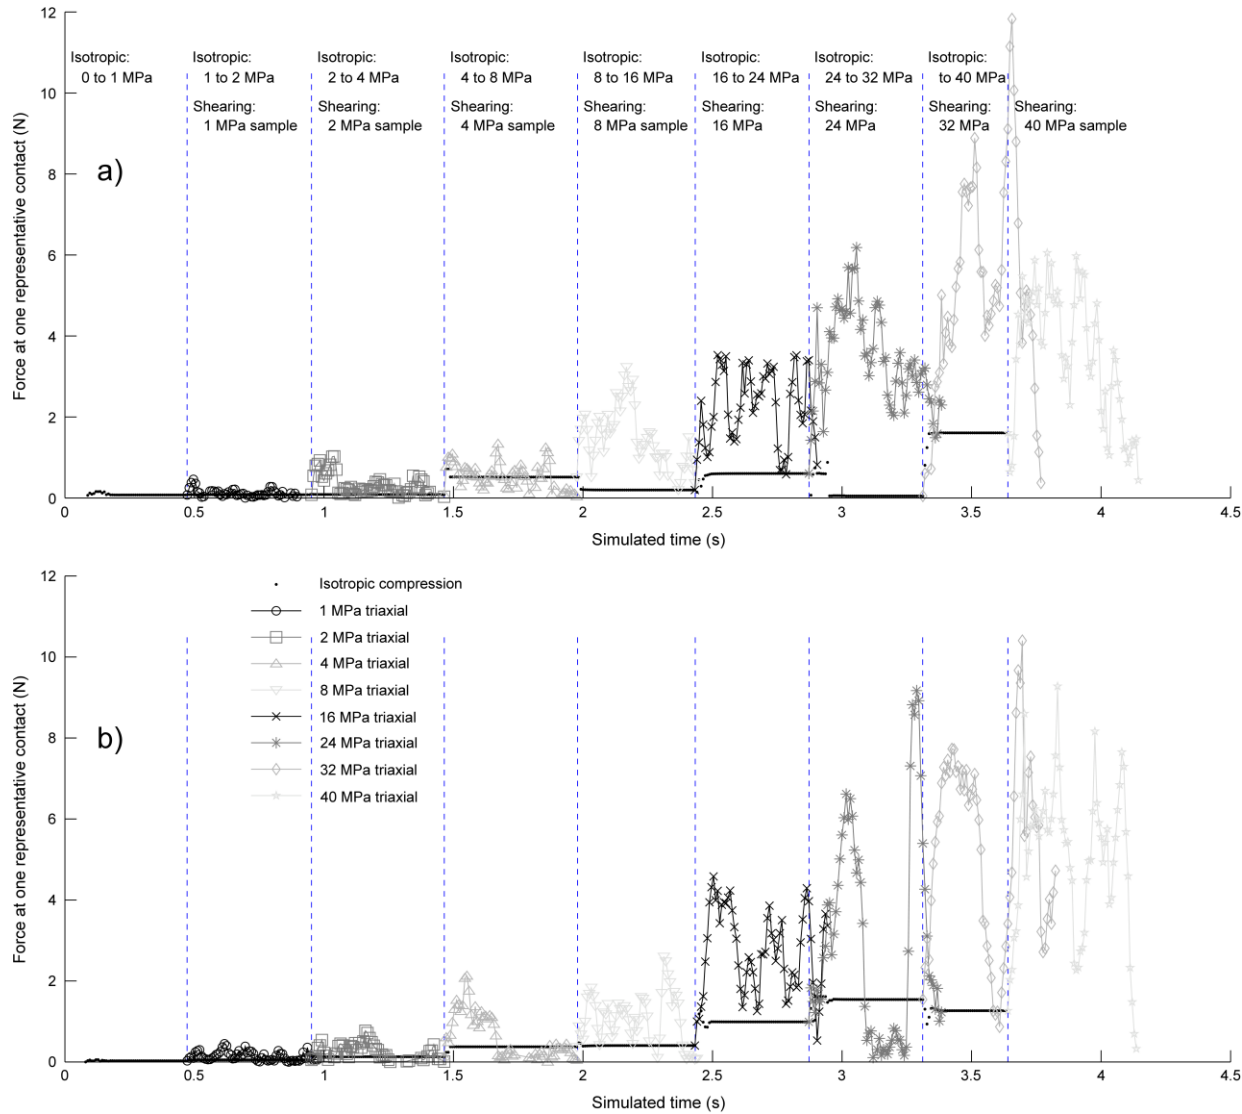 12
10
8
6
4
2
0
Force at one representative contact (N)
Isotropic:
0 to 1 MPa
Isotropic:
1 to 2 MPa
Shearing:
1 MPa sample
Isotropic:
2 to 4 MPa
Shearing:
2 MPa sample
Isotropic:
4 to 8 MPa
Shearing:
4 MPa sample
Isotropic:
8 to 16 MPa
Shearing:
8 MPa sample
Isotropic:
16 to 24 MPa
Shearing:
16 MPa
Isotropic:
24 to 32 MPa
Shearing:
24 MPa
Isotropic:
to 40 MPa
Shearing:
32 MPa
Shearing:
40 MPa sample
a)
0 0.5 1 1.5 2 2.5 3 3.5 4 4.5
Simulated time (s)
12
10
8
6
4
2
0
Force at one representative contact (N)
Isotropic compression
1 MPa triaxial
2 MPa triaxial
4 MPa triaxial
8 MPa triaxial
16 MPa triaxial
24 MPa triaxial
32 MPa triaxial
40 MPa triaxial
b)
0 0.5 1 1.5 2 2.5 3 3.5 4 4.5
Simulated time (s)